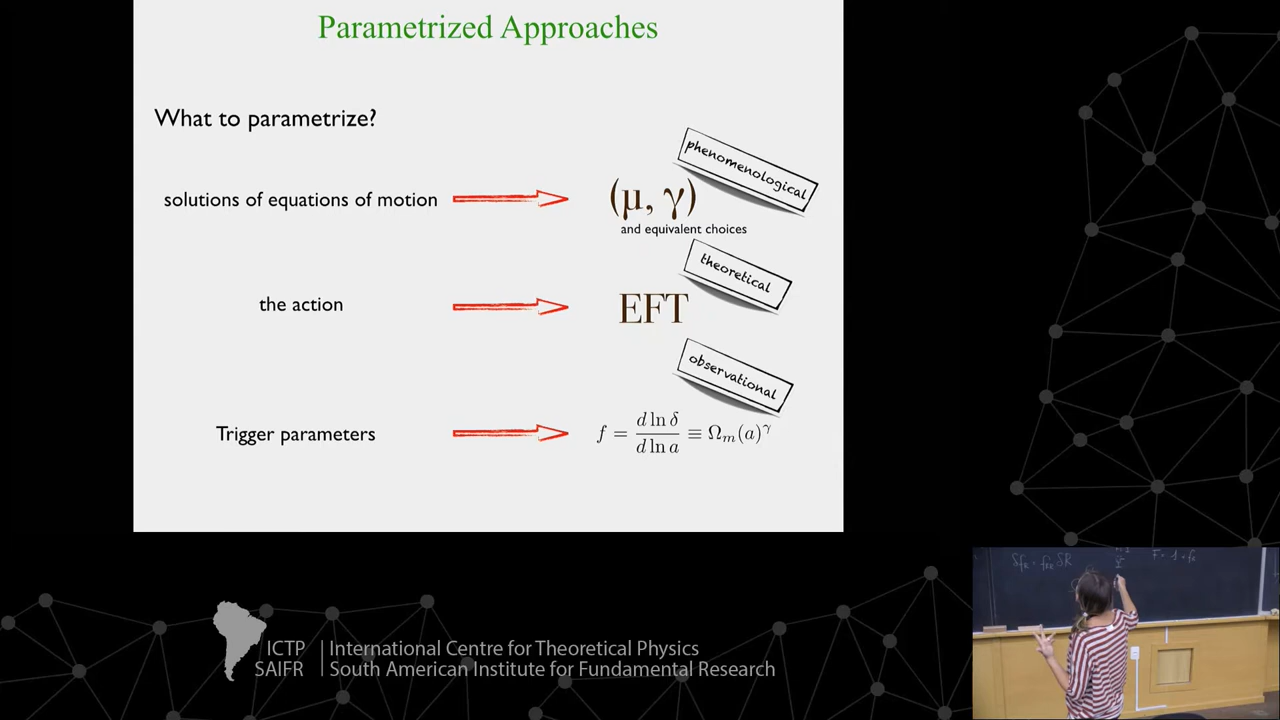 Parametrized Approaches
What to parametrize?
phenomenological
solutions of equations of motion
(μ, γ)
and equivalent choices
theoretical
the action
EFT
observational
Trigger parameters
f = d ln δ / d ln a ≡ Ωm(a)^γ
ICTP | International Centre for Theoretical Physics
SAIFR | South American Institute for Fundamental Research